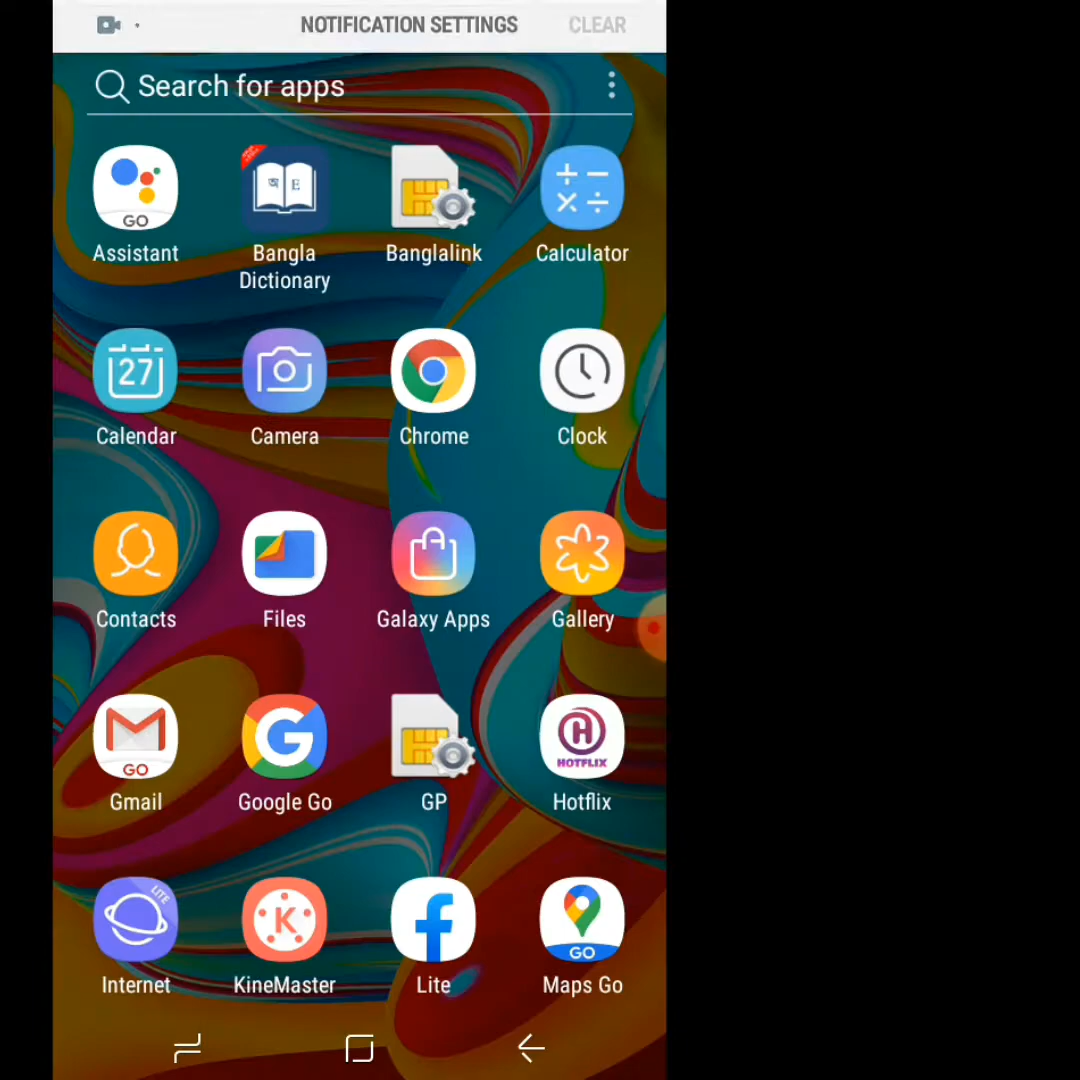 NOTIFICATION SETTINGS CLEAR
Search for apps
GO
অ E
Assistant
Bangla
Dictionary
Banglalink
Calculator
27
Calendar
Camera
Chrome
Clock
Contacts
Files
Galaxy Apps
Gallery
GO
G
H
HOTFLIX
Gmail
Google Go
GP
Hotflix
LITE
K
f
GO
Internet
KineMaster
Lite
Maps Go